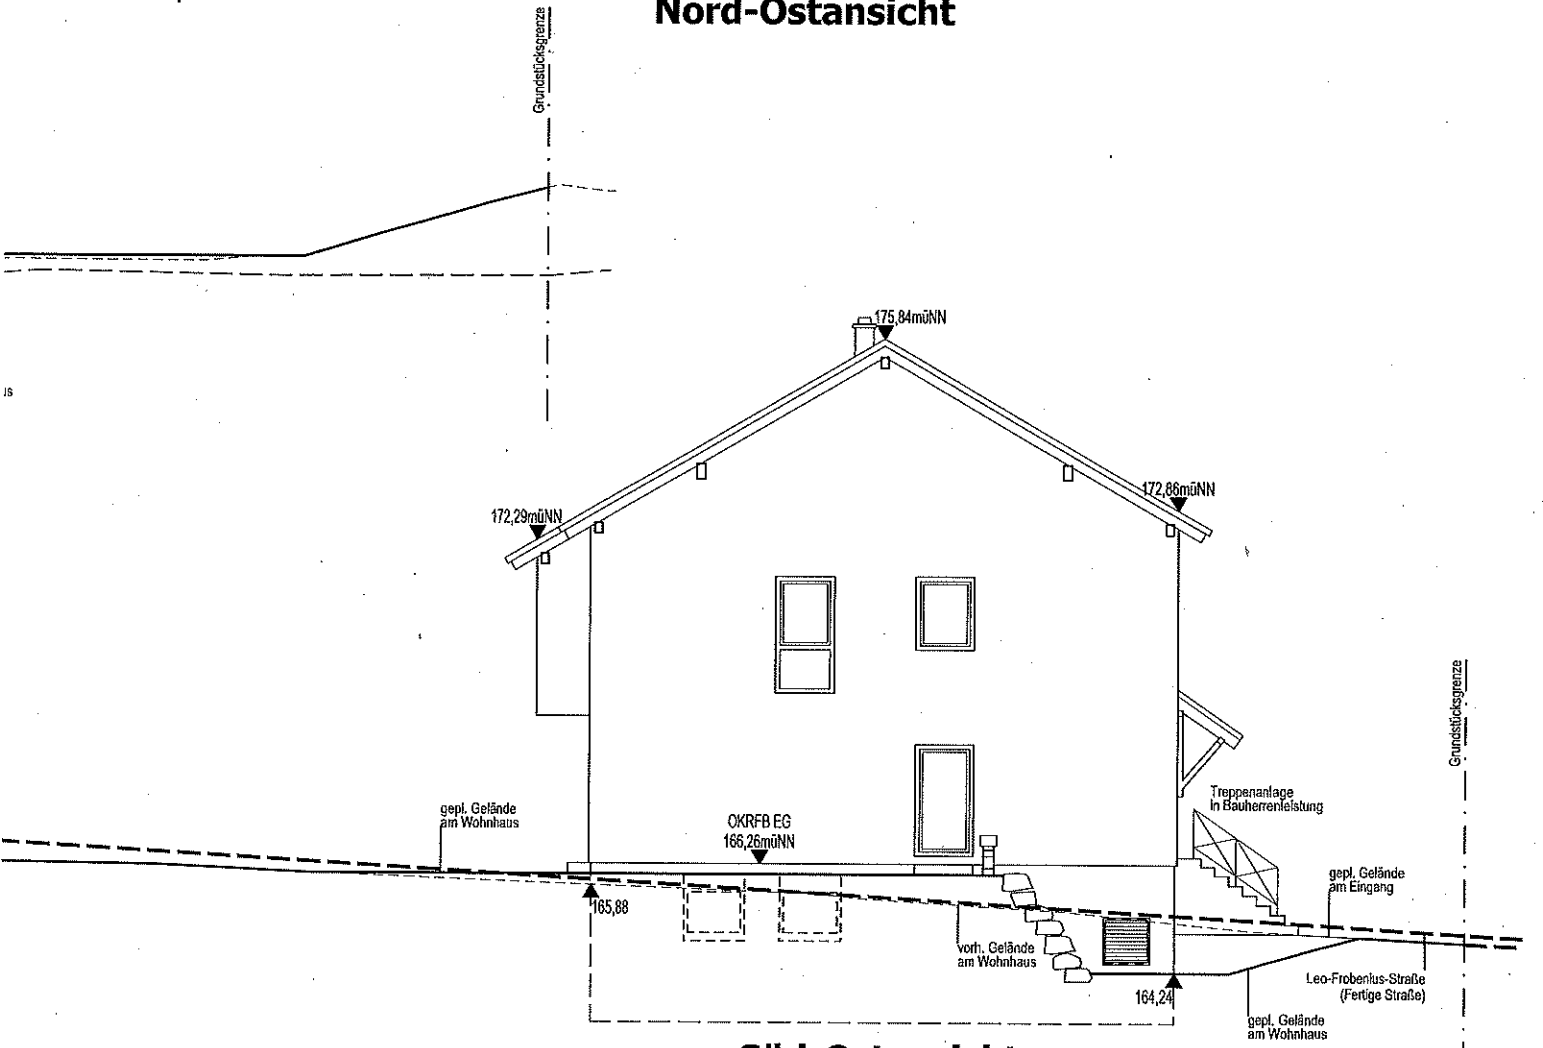 Nord-Ostansicht
Grundstücksgrenze
175,84müNN
172,86müNN
172,29müNN
Grundstücksgrenze
Treppenanlage
in Bauherrenleistung
gepl. Gelände
am Wohnhaus
OKRFB EG
166,26müNN
gepl. Gelände
am Eingang
165,88
vorh. Gelände
am Wohnhaus
Leo-Frobenius-Straße
(Fertige Straße)
164,24
gepl. Gelände
am Wohnhaus